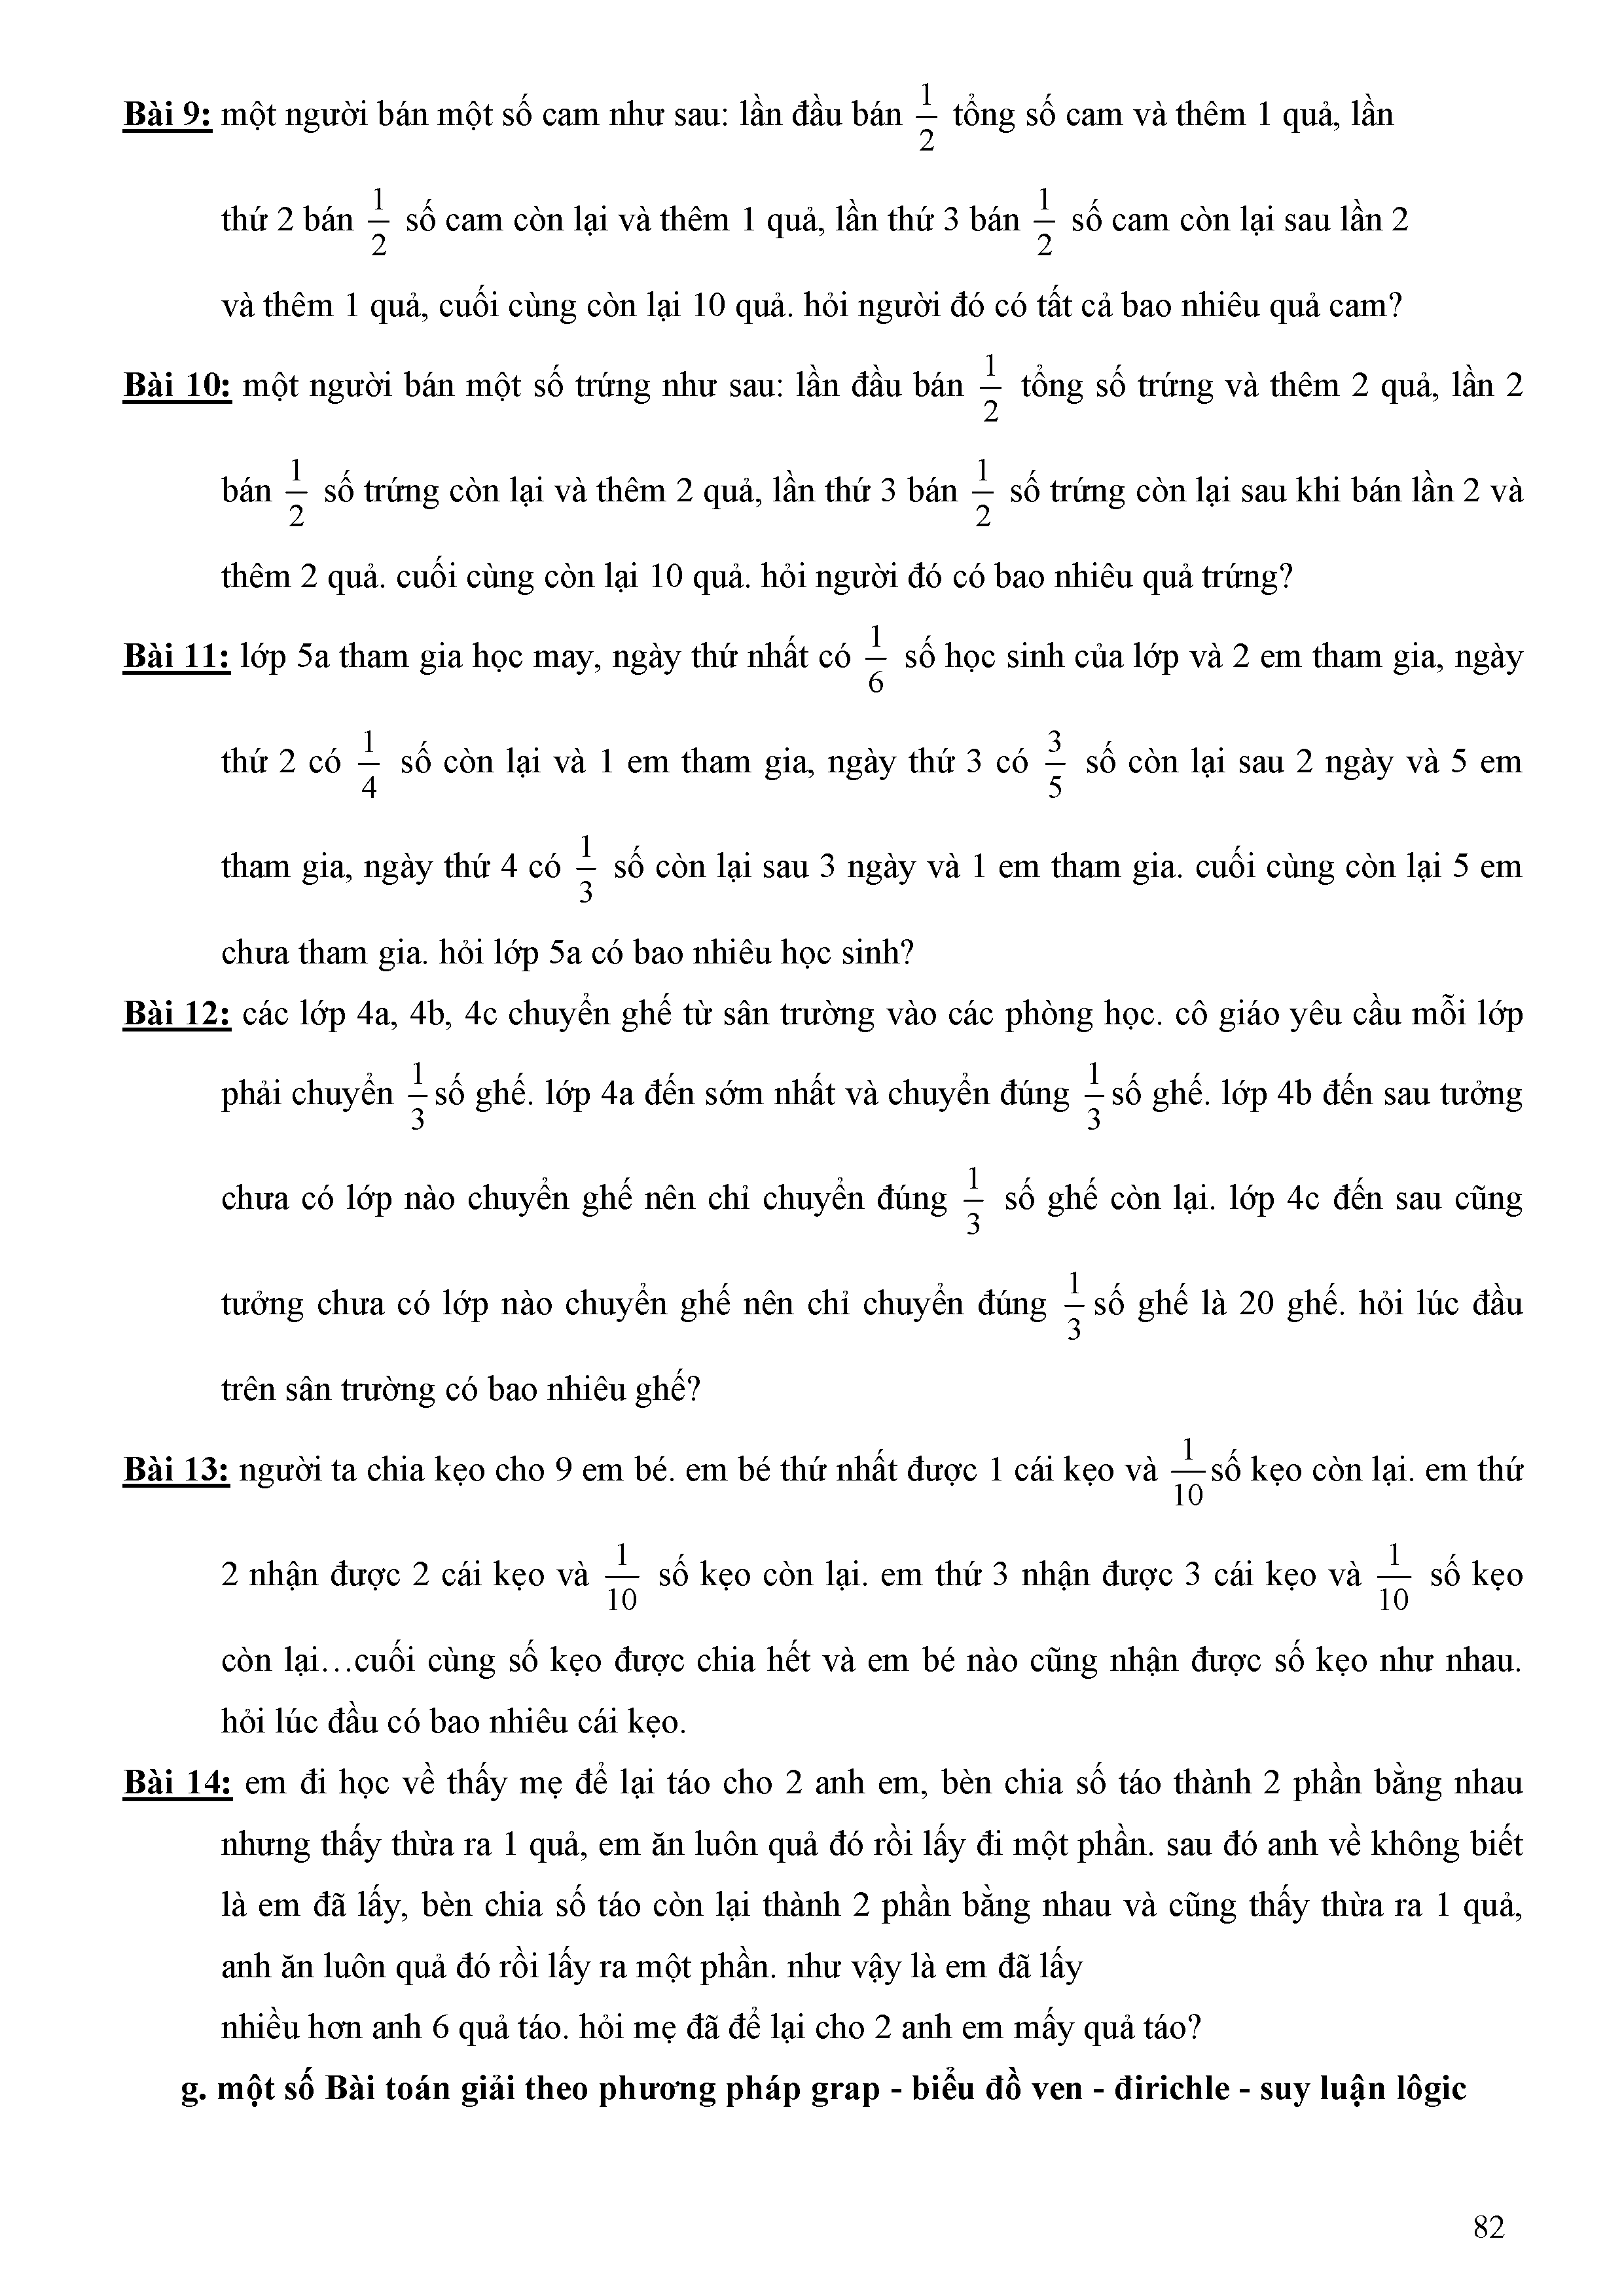 Bài 9: một người bán một số cam như sau: lần đầu bán 1/2 tổng số cam và thêm 1 quả, lần
thứ 2 bán 1/2 số cam còn lại và thêm 1 quả, lần thứ 3 bán 1/2 số cam còn lại sau lần 2
và thêm 1 quả, cuối cùng còn lại 10 quả. hỏi người đó có tất cả bao nhiêu quả cam?
Bài 10: một người bán một số trứng như sau: lần đầu bán 1/2 tổng số trứng và thêm 2 quả, lần 2
bán 1/2 số trứng còn lại và thêm 2 quả, lần thứ 3 bán 1/2 số trứng còn lại sau khi bán lần 2 và
thêm 2 quả. cuối cùng còn lại 10 quả. hỏi người đó có bao nhiêu quả trứng?
Bài 11: lớp 5a tham gia học may, ngày thứ nhất có 1/6 số học sinh của lớp và 2 em tham gia, ngày
thứ 2 có 1/4 số còn lại và 1 em tham gia, ngày thứ 3 có 3/5 số còn lại sau 2 ngày và 5 em
tham gia, ngày thứ 4 có 1/3 số còn lại sau 3 ngày và 1 em tham gia. cuối cùng còn lại 5 em
chưa tham gia. hỏi lớp 5a có bao nhiêu học sinh?
Bài 12: các lớp 4a, 4b, 4c chuyển ghế từ sân trường vào các phòng học. cô giáo yêu cầu mỗi lớp
phải chuyển 1/3 số ghế. lớp 4a đến sớm nhất và chuyển đúng 1/3 số ghế. lớp 4b đến sau tưởng
chưa có lớp nào chuyển ghế nên chỉ chuyển đúng 1/3 số ghế còn lại. lớp 4c đến sau cũng
tưởng chưa có lớp nào chuyển ghế nên chỉ chuyển đúng 1/3 số ghế là 20 ghế. hỏi lúc đầu
trên sân trường có bao nhiêu ghế?
Bài 13: người ta chia kẹo cho 9 em bé. em bé thứ nhất được 1 cái kẹo và 1/10 số kẹo còn lại. em thứ
2 nhận được 2 cái kẹo và 1/10 số kẹo còn lại. em thứ 3 nhận được 3 cái kẹo và 1/10 số kẹo
còn lại…cuối cùng số kẹo được chia hết và em bé nào cũng nhận được số kẹo như nhau.
hỏi lúc đầu có bao nhiêu cái kẹo.
Bài 14: em đi học về thấy mẹ để lại táo cho 2 anh em, bèn chia số táo thành 2 phần bằng nhau
nhưng thấy thừa ra 1 quả, em ăn luôn quả đó rồi lấy đi một phần. sau đó anh về không biết
là em đã lấy, bèn chia số táo còn lại thành 2 phần bằng nhau và cũng thấy thừa ra 1 quả,
anh ăn luôn quả đó rồi lấy ra một phần. như vậy là em đã lấy
nhiều hơn anh 6 quả táo. hỏi mẹ đã để lại cho 2 anh em mấy quả táo?
g. một số Bài toán giải theo phương pháp grap - biểu đồ ven - đirichle - suy luận lôgic
82